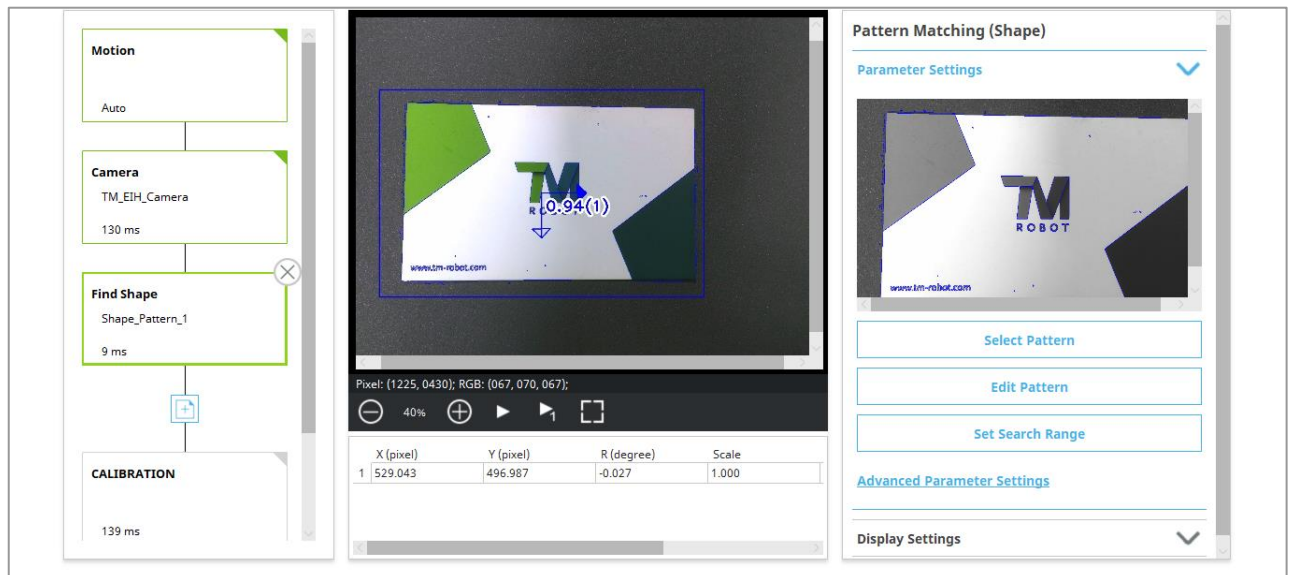 Motion
Auto
Camera
TM_EIH_Camera
130 ms
Find Shape
Shape_Pattern_1
9 ms
CALIBRATION
139 ms
TM
ROBOT
0.94(1)
www.tm-robot.com
Pixel: (1225, 0430); RGB: (067, 070, 067);
40%
1
X (pixel) Y (pixel) R (degree) Scale
1 529.043 496.987 -0.027 1.000
Pattern Matching (Shape)
Parameter Settings
TM
ROBOT
www.tm-robot.com
Select Pattern
Edit Pattern
Set Search Range
Advanced Parameter Settings
Display Settings